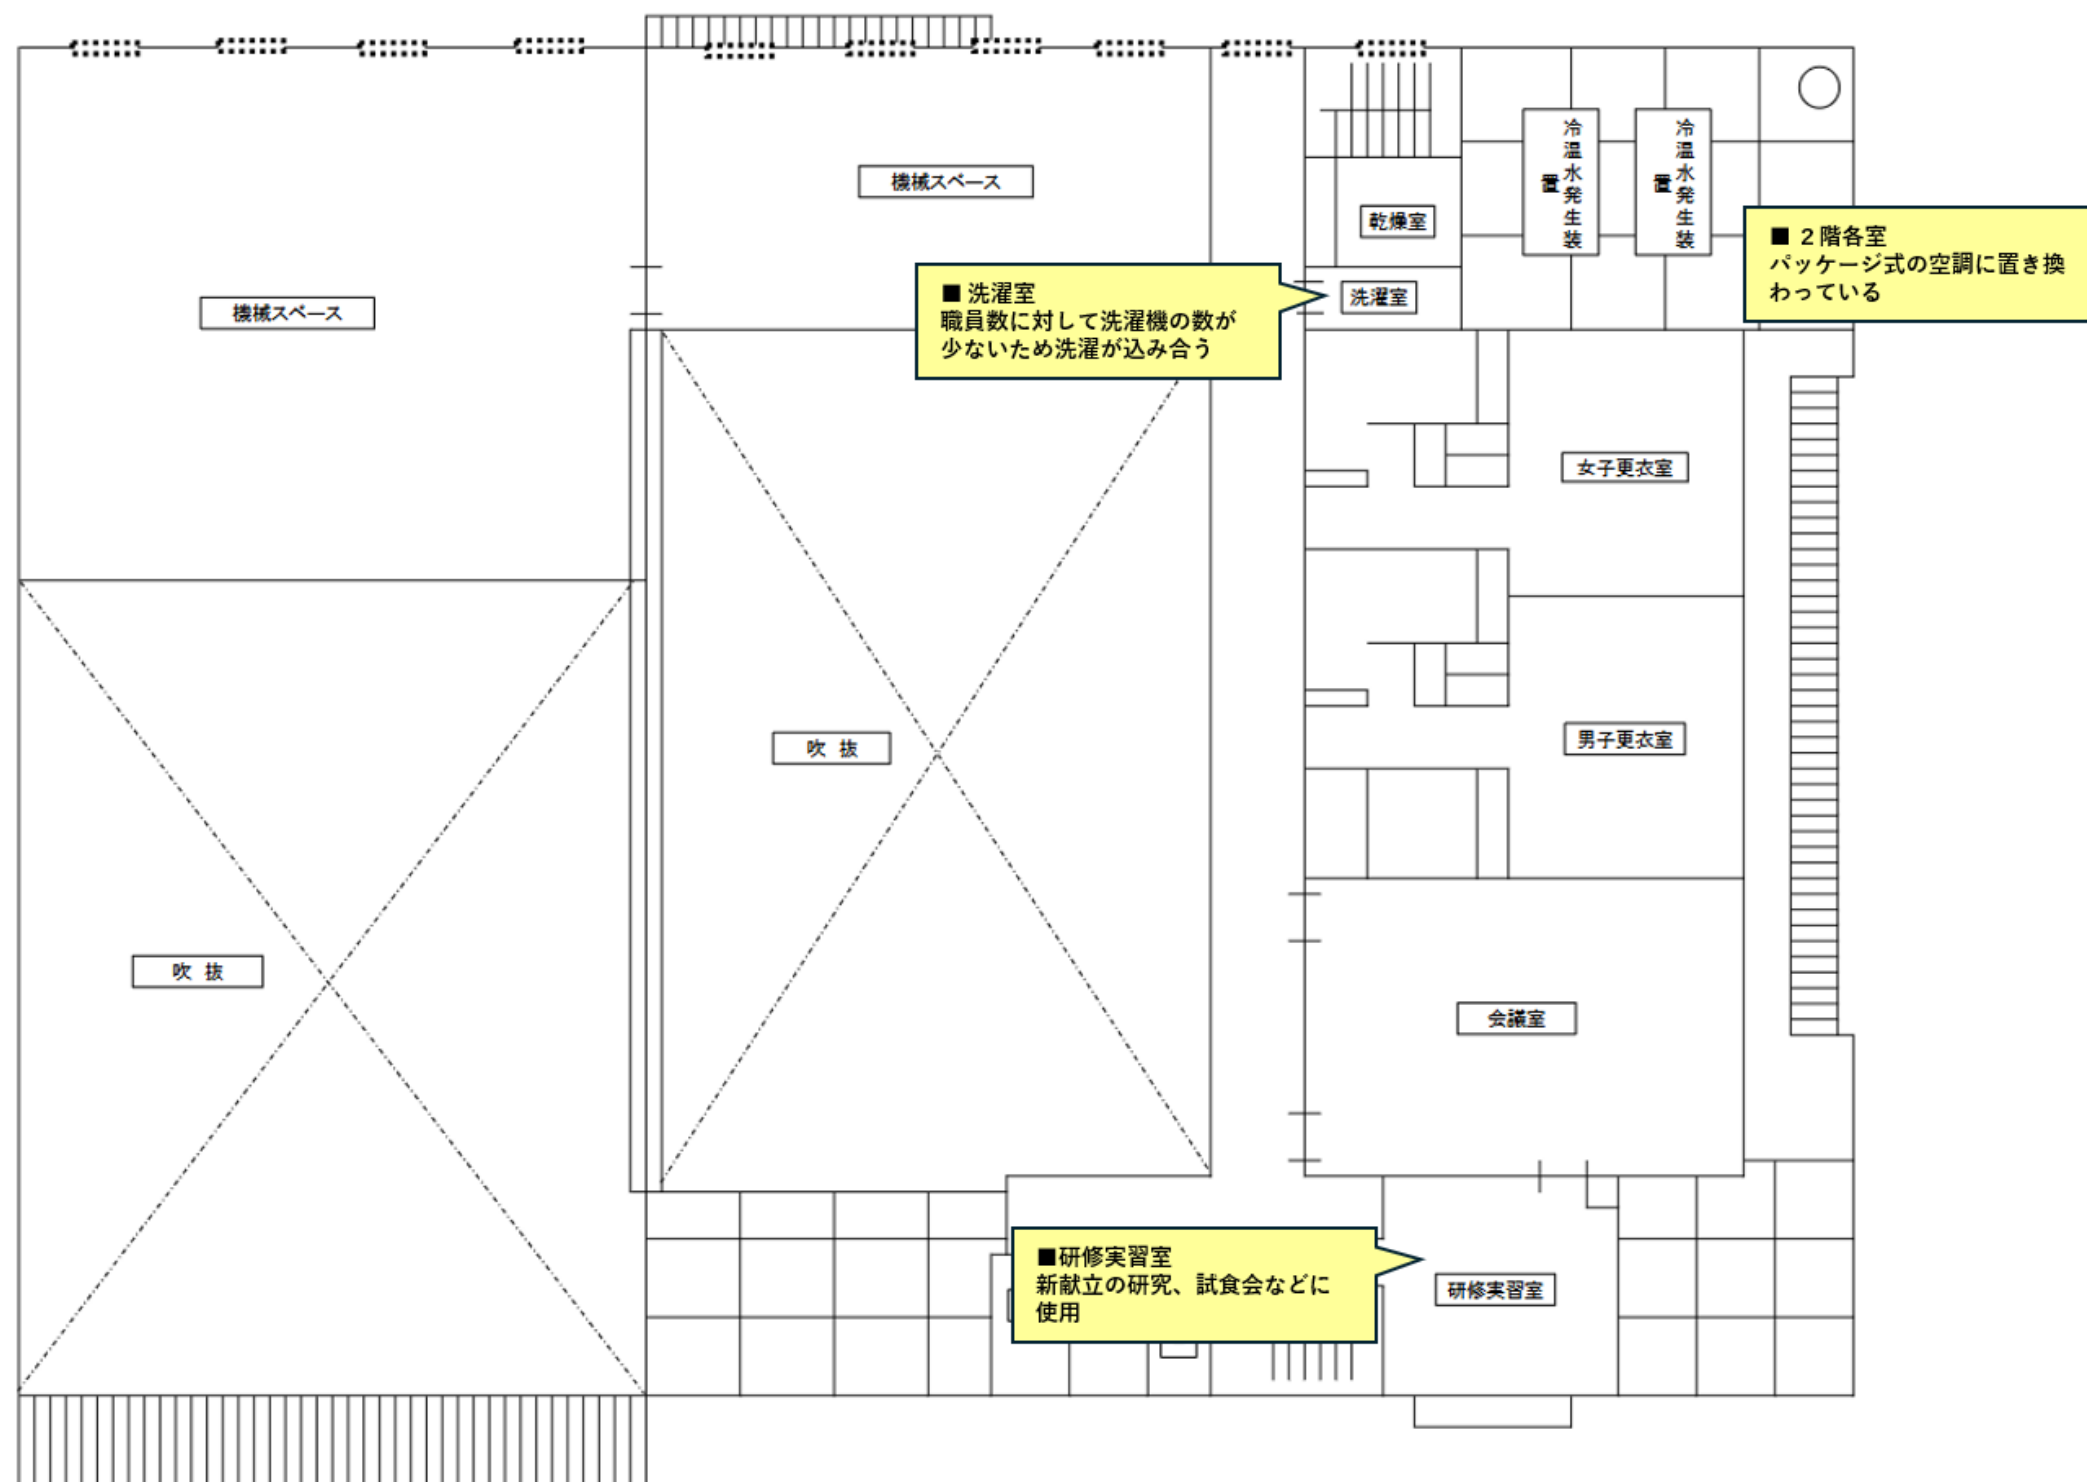 冷温水発生装置
冷温水発生装置
機械スペース
乾燥室
■ ２階各室
パッケージ式の空調に置き換
わっている
■ 洗濯室
職員数に対して洗濯機の数が
少ないため洗濯が込み合う
洗濯室
機械スペース
女子更衣室
男子更衣室
吹 抜
吹 抜
会議室
■研修実習室
新献立の研究、試食会などに
使用
研修実習室